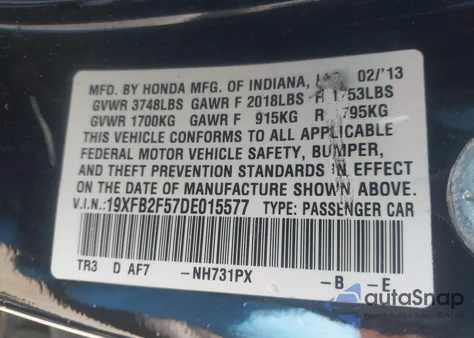 MFD. BY HONDA MFG. OF INDIANA, 02/'13
GVWR 3748LBS GAWR F 2018LBS R 53LBS
GVWR 1700KG GAWR F 915KG R 795KG
THIS VEHICLE CONFORMS TO ALL APPLICABLE
FEDERAL MOTOR VEHICLE SAFETY, BUMPER,
AND THEFT PREVENTION STANDARDS IN EFFECT
ON THE DATE OF MANUFACTURE SHOWN ABOVE.
V.I.N.:19XFB2F57DE015577 TYPE: PASSENGER CAR
TR3 D AF7 -NH731PX -B -E
autoSnap